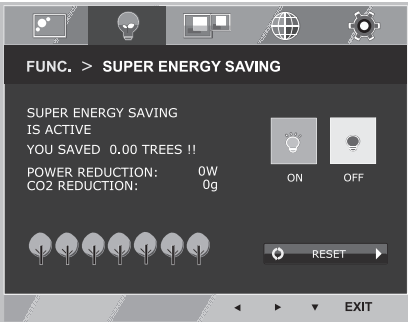 FUNC. > SUPER ENERGY SAVING
SUPER ENERGY SAVING
IS ACTIVE
YOU SAVED 0.00 TREES !!
POWER REDUCTION: 0W
CO2 REDUCTION: 0g
ON OFF
RESET
EXIT